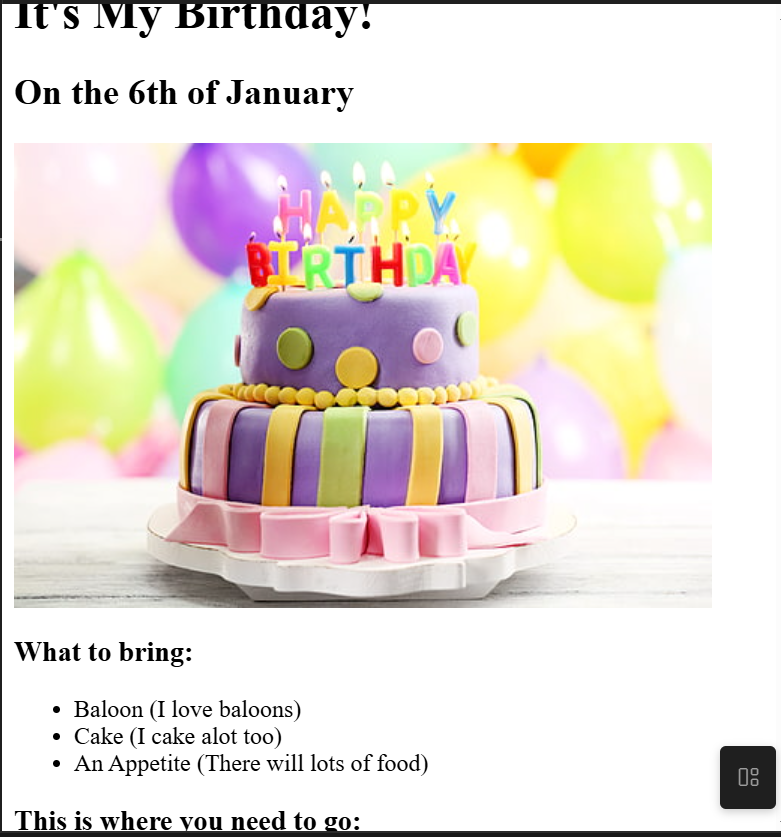 It's My Birthday!
On the 6th of January
HAPPY
BIRTHDAY
What to bring:
Baloon (I love baloons)
Cake (I cake alot too)
An Appetite (There will lots of food)
This is where you need to go: